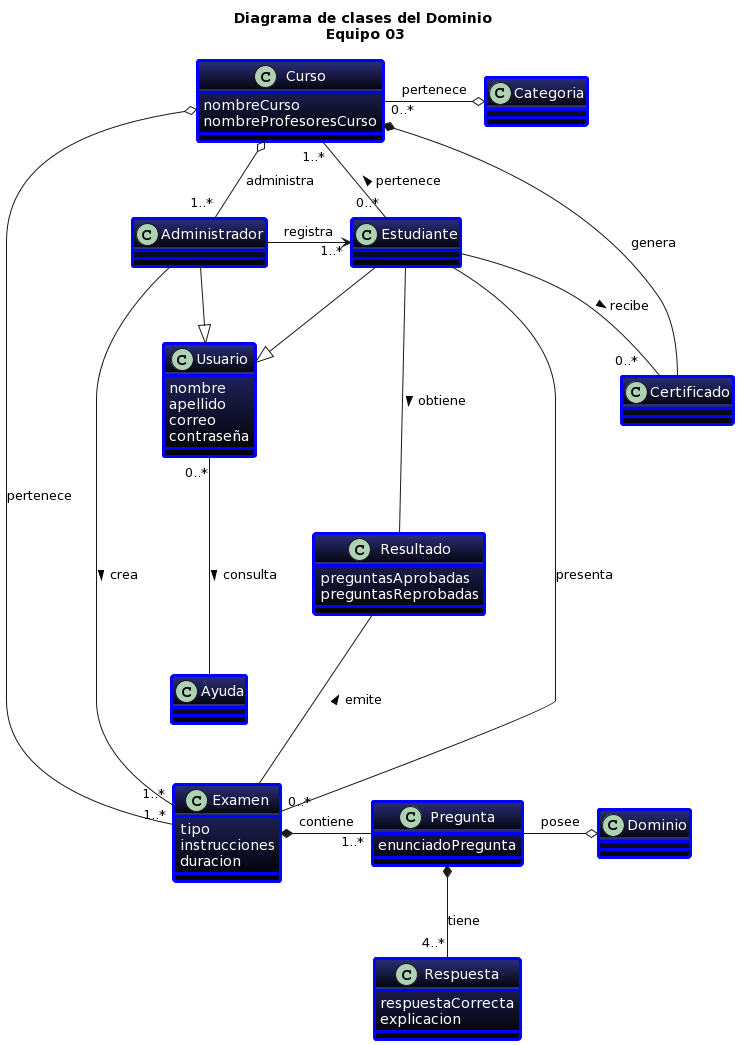 Diagrama de clases del Dominio
Equipo 03
C Curso
nombreCurso
nombreProfesoresCurso
pertenece
0..*
C Categoria
1..*
pertenece
0..*
administra
1..*
genera
C Administrador
registra
1..*
C Estudiante
recibe
0..*
C Certificado
C Usuario
nombre
apellido
correo
contraseña
0..*
obtiene
pertenece
C Resultado
preguntasAprobadas
preguntasReprobadas
crea
consulta
presenta
C Ayuda
emite
1..*
1..*
0..*
C Examen
tipo
instrucciones
duracion
contiene
1..*
C Pregunta
enunciadoPregunta
posee
C Dominio
tiene
4..*
C Respuesta
respuestaCorrecta
explicacion